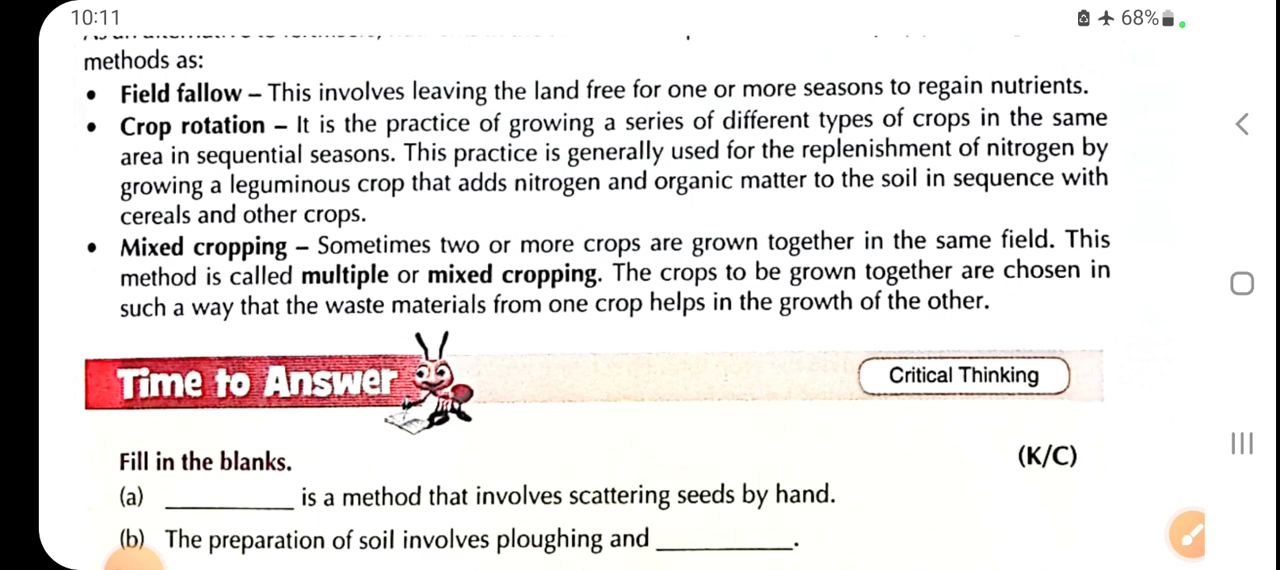 10:11
68%
methods as:
• Field fallow – This involves leaving the land free for one or more seasons to regain nutrients.
• Crop rotation – It is the practice of growing a series of different types of crops in the same
area in sequential seasons. This practice is generally used for the replenishment of nitrogen by
growing a leguminous crop that adds nitrogen and organic matter to the soil in sequence with
cereals and other crops.
• Mixed cropping – Sometimes two or more crops are grown together in the same field. This
method is called multiple or mixed cropping. The crops to be grown together are chosen in
such a way that the waste materials from one crop helps in the growth of the other.
Time to Answer
Critical Thinking
Fill in the blanks. (K/C)
(a) __________ is a method that involves scattering seeds by hand.
(b) The preparation of soil involves ploughing and __________.